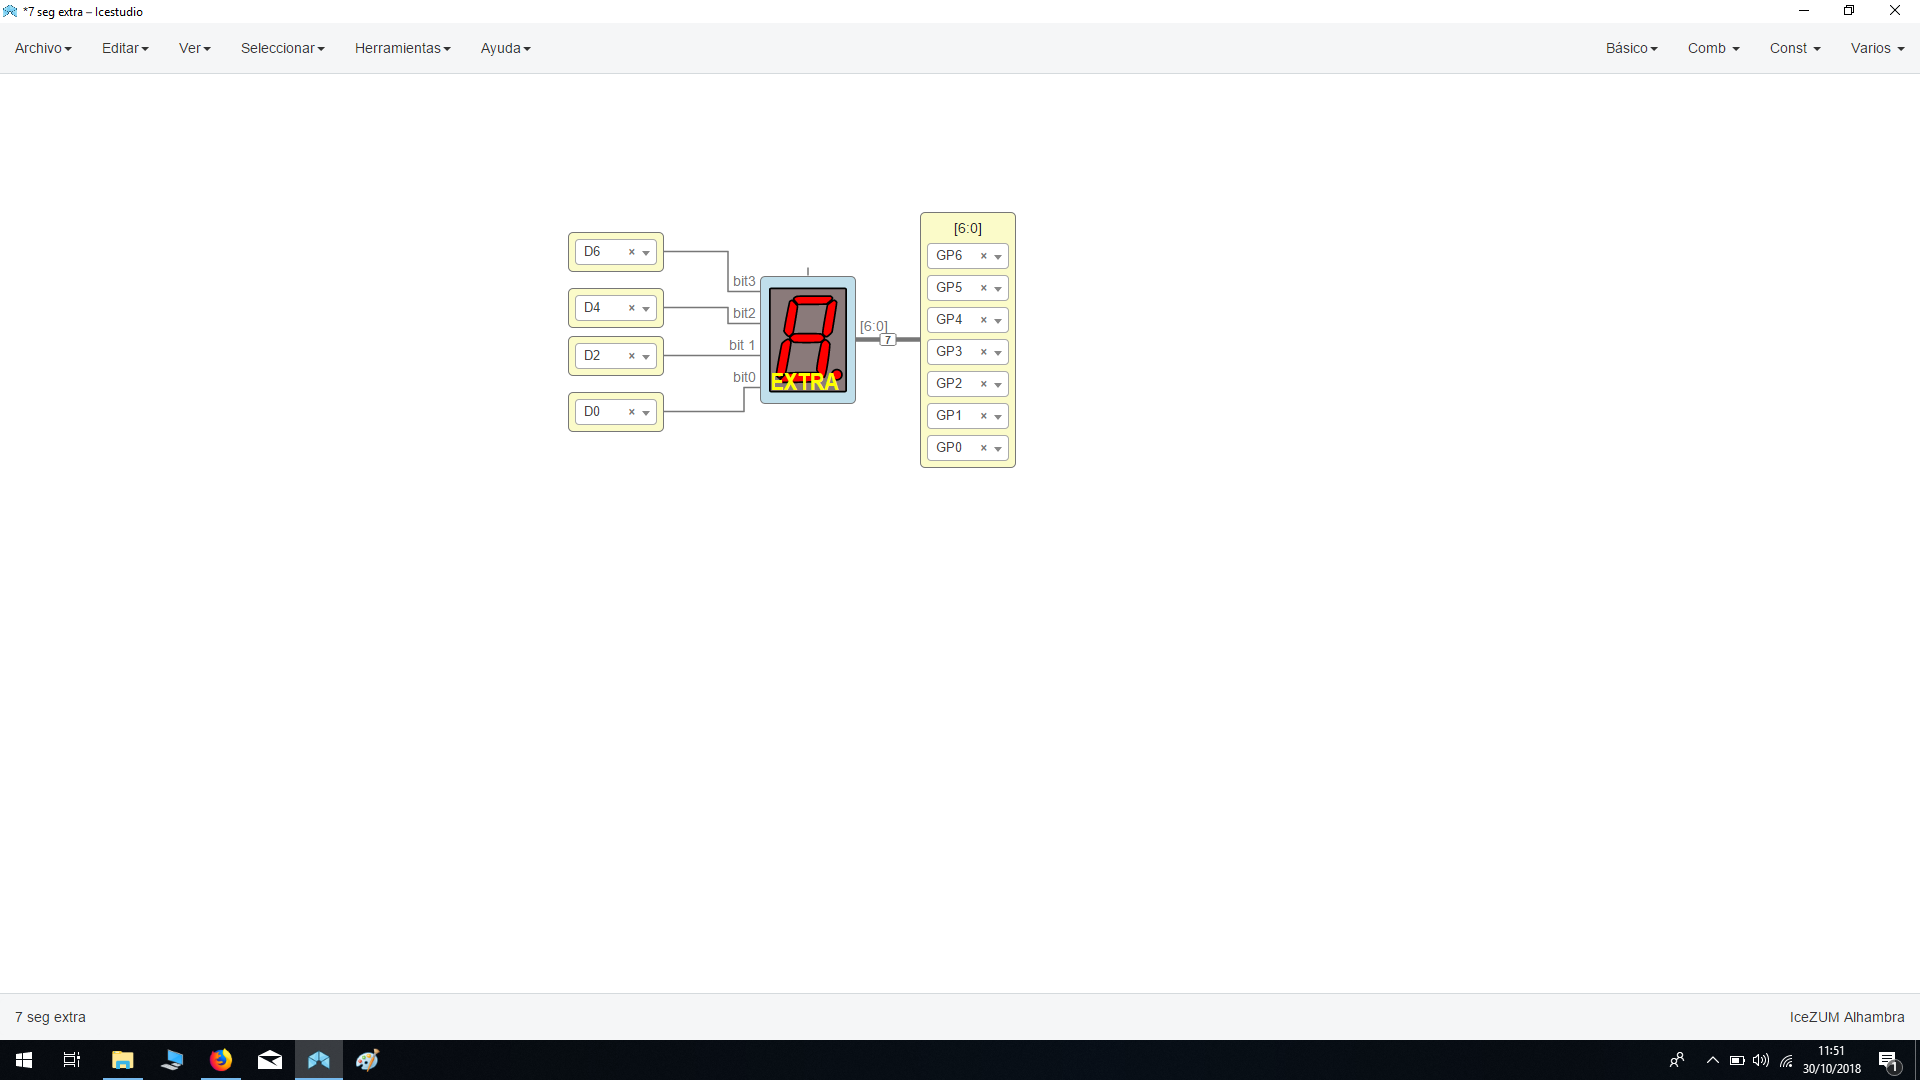 *7 seg extra – Icestudio
Archivo Editar Ver Seleccionar Herramientas Ayuda Básico Comb Const Varios
[6:0]
D6 × GP6 ×
bit3
GP5 ×
D4 × bit2 GP4 ×
[6:0]
7
bit 1
D2 × GP3 ×
bit0 EXTRA GP2 ×
D0 × GP1 ×
GP0 ×
7 seg extra IceZUM Alhambra
11:51
30/10/2018
1